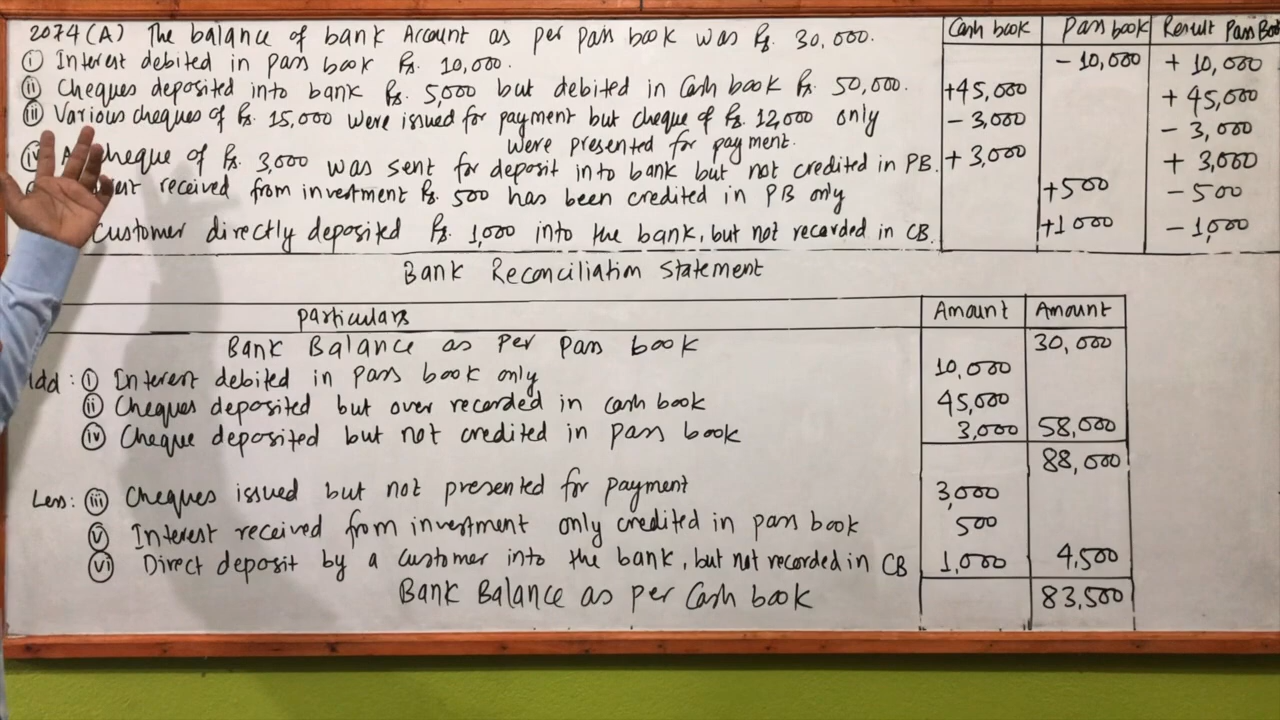 2074(A) The balance of bank Account as per pass book was Rs. 30,000.
Cash book Pass book Result Pass Boo
(i) Interest debited in pass book Rs. 10,000. - 10,000 + 10,000
(ii) Cheques deposited into bank Rs. 5,000 but debited in Cash book Rs. 50,000. +45,000 + 45,000
(iii) Various cheques of Rs. 15,000 were issued for payment but cheque of Rs. 12,000 only - 3,000 - 3,000
were presented for payment.
(iv) A cheque of Rs. 3,000 was sent for deposit into bank but not credited in PB. + 3,000 + 3,000
received from investment Rs. 500 has been credited in PB only +500 - 500
Customer directly deposited Rs. 1,000 into the bank, but not recorded in CB. +1000 - 1,000
Bank Reconciliation Statement
Particulars Amount Amount
Bank Balance as per pass book 30,000
dd: (i) Interest debited in pass book only 10,000
(ii) Cheques deposited but over recorded in cash book 45,000
(iv) Cheque deposited but not credited in pass book 3,000 58,000
88,000
Less: (iii) Cheques issued but not presented for payment 3,000
(v) Interest received from investment only credited in pass book 500
(vi) Direct deposit by a customer into the bank, but not recorded in CB 1,000 4,500
Bank Balance as per Cash book 83,500